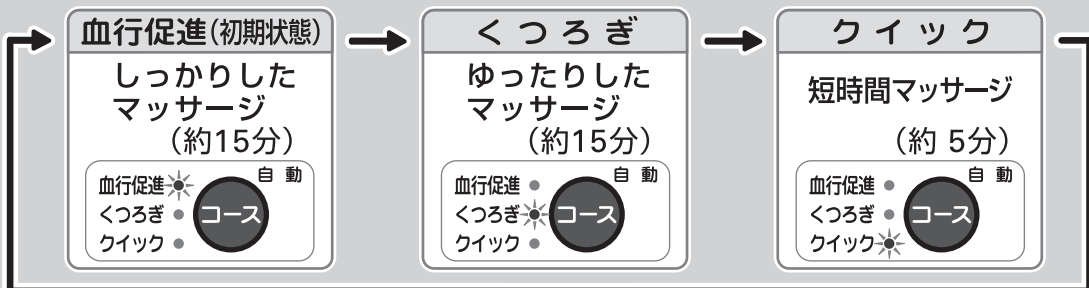 血行促進(初期状態)
しっかりした
マッサージ
(約15分)
自動
血行促進
くつろぎ
クイック
コース
くつろぎ
ゆったりした
マッサージ
(約15分)
自動
血行促進
くつろぎ
クイック
コース
クイック
短時間マッサージ
(約 5分)
自動
血行促進
くつろぎ
クイック
コース